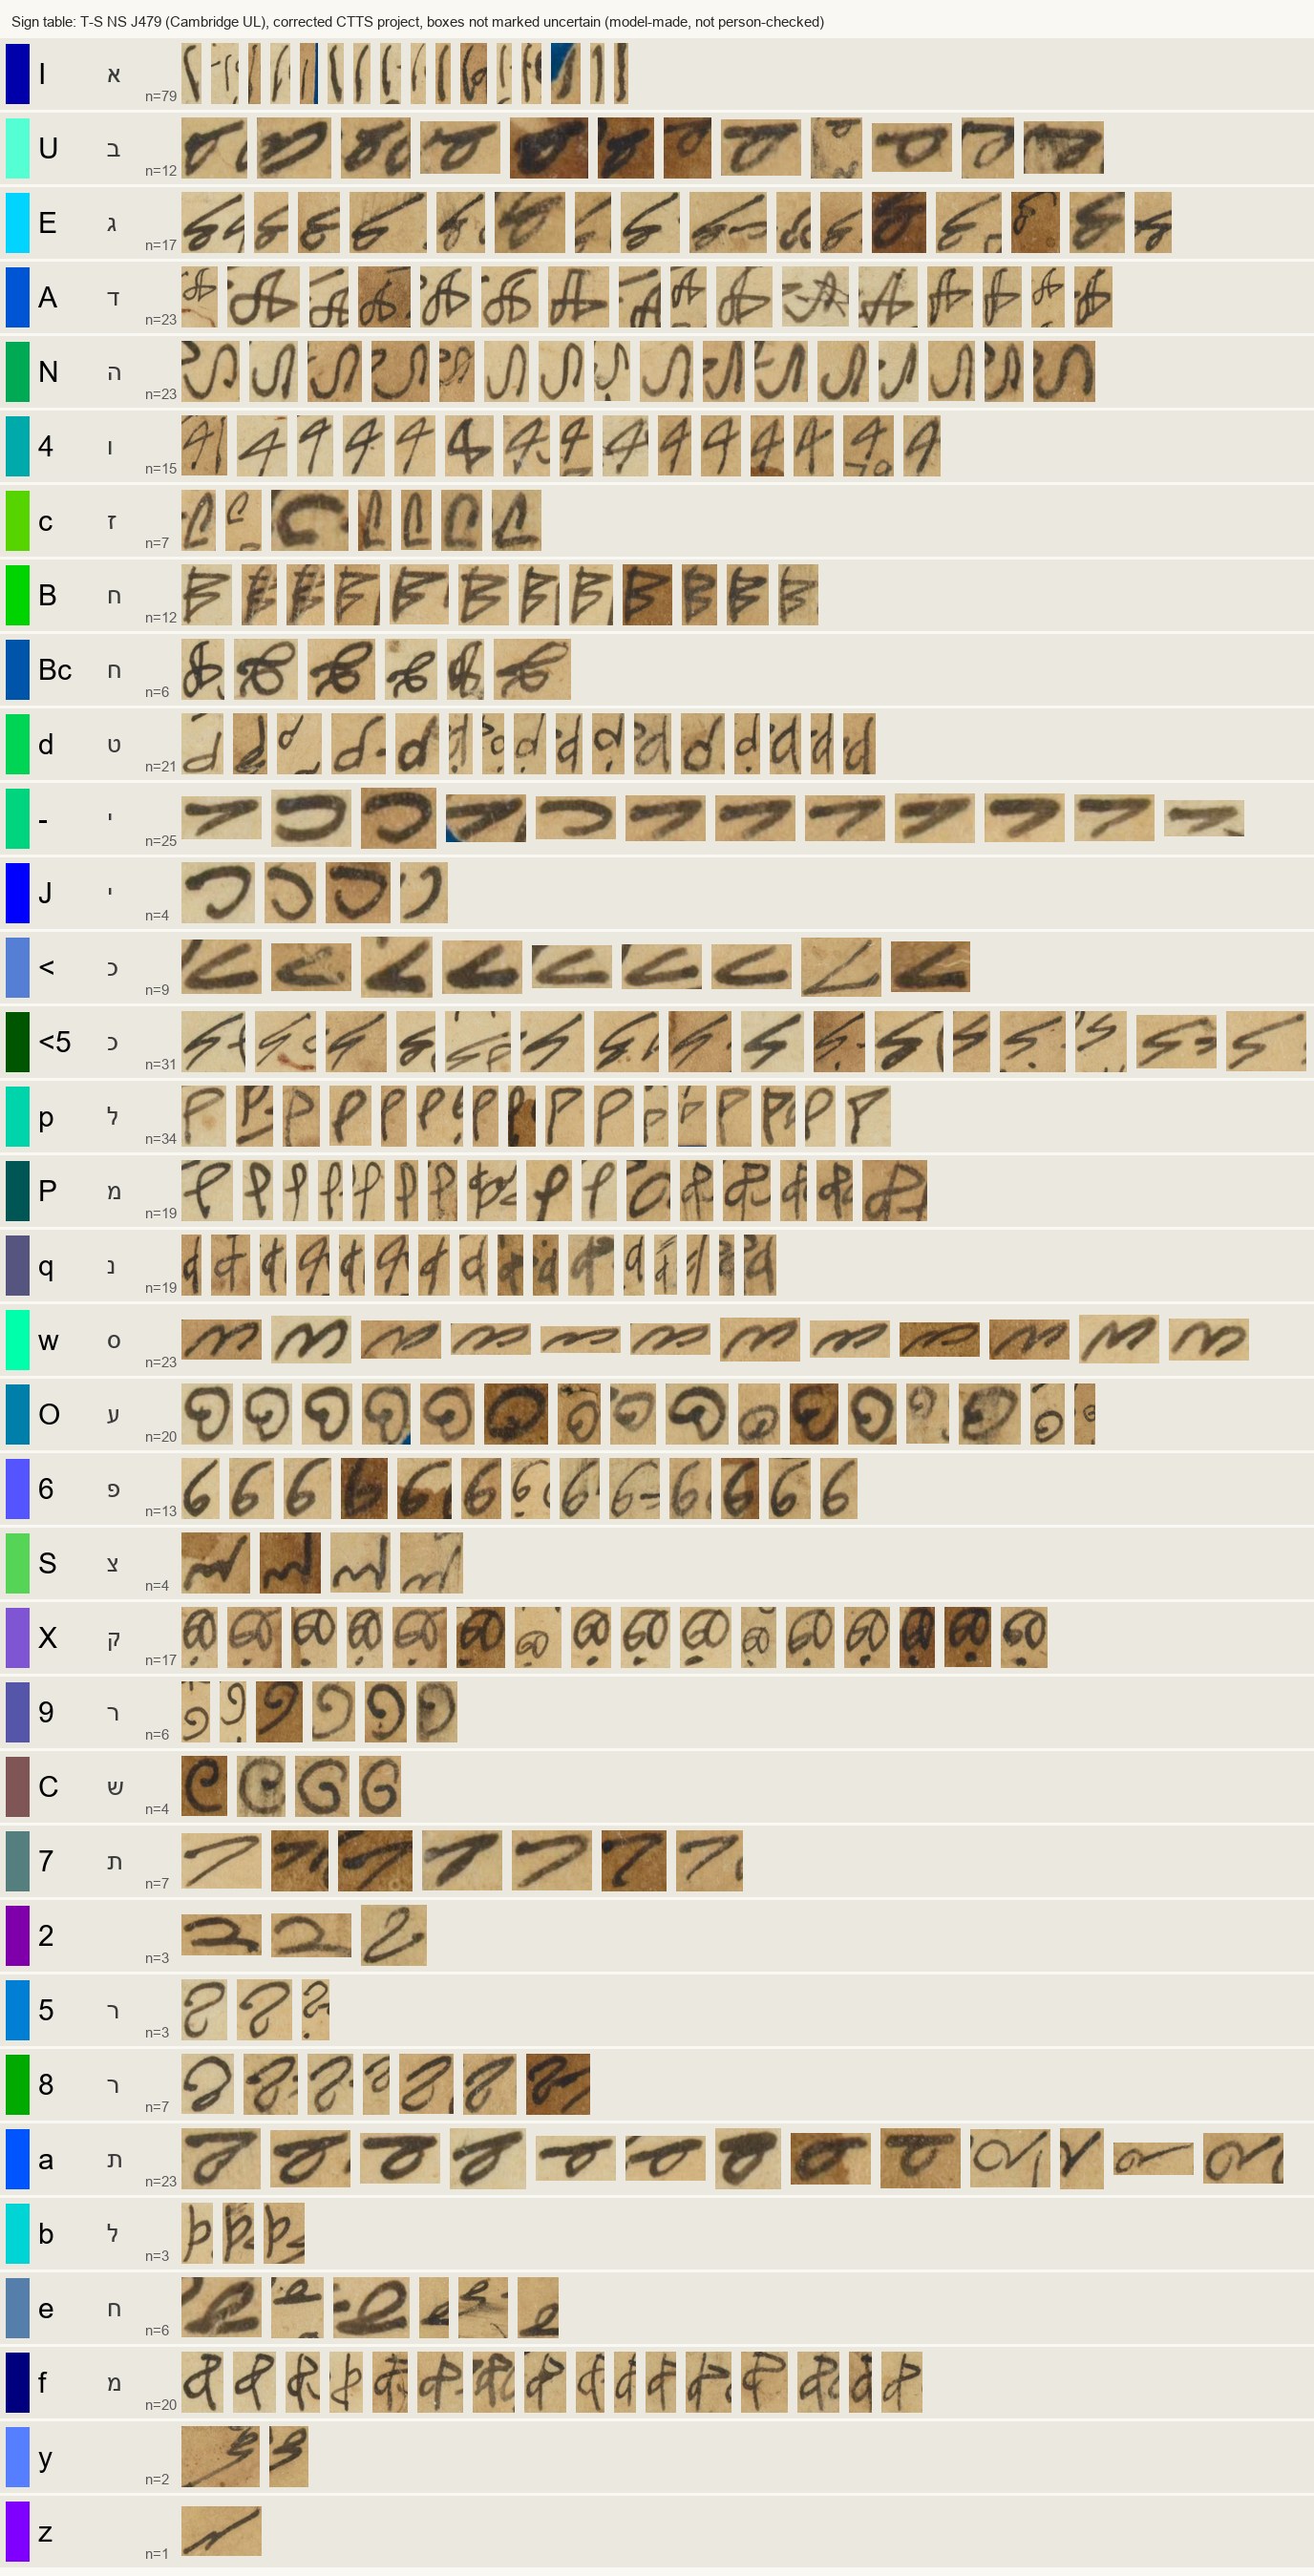 Sign table: T-S NS J479 (Cambridge UL), corrected CTTS project, boxes not marked uncertain (model-made, not person-checked)
I א n=79
U ב n=12
E ג n=17
A ד n=23
N ה n=23
4 ו n=15
c ז n=7
B ח n=12
Bc ח n=6
d ט n=21
- י n=25
J י n=4
< כ n=9
<5 כ n=31
p ל n=34
P מ n=19
q נ n=19
w ס n=23
O ע n=20
6 פ n=13
S צ n=4
X ק n=17
9 ר n=6
C ש n=4
7 ת n=7
2 n=3
5 ר n=3
8 ר n=7
a ת n=23
b ל n=3
e ח n=6
f מ n=20
y n=2
z n=1